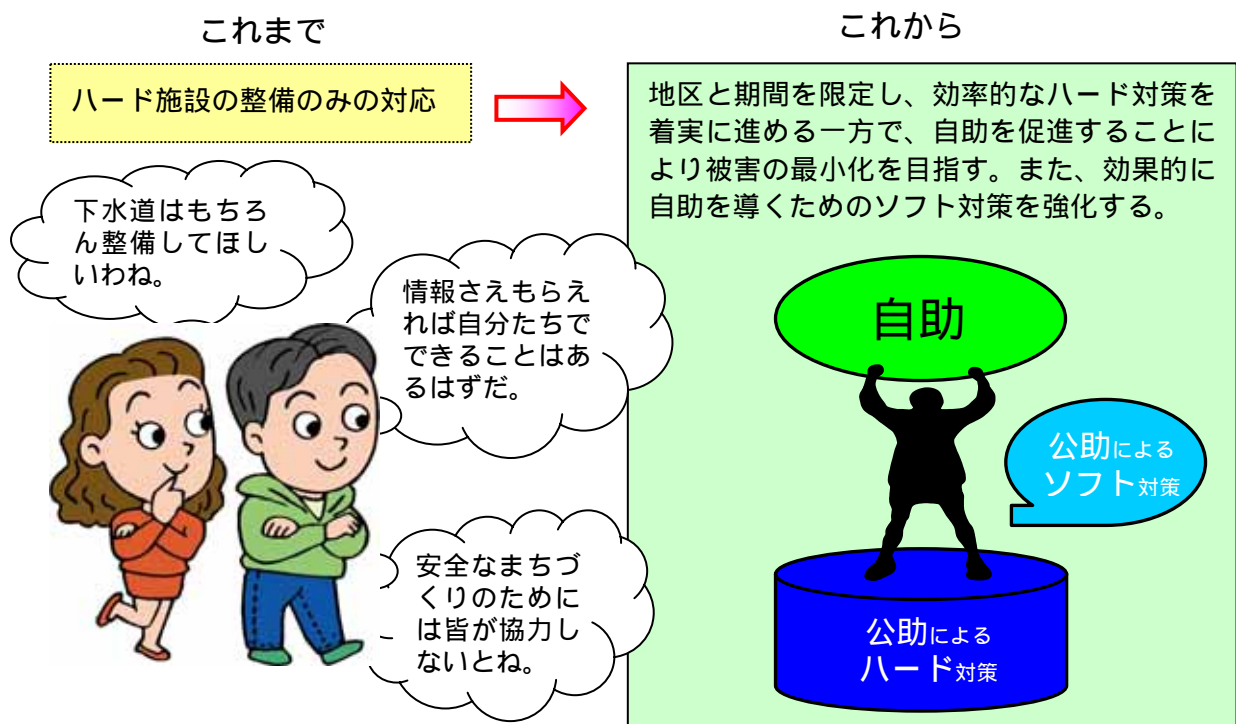 これまで
ハード施設の整備のみの対応
下水道はもちろ
ん整備してほし
いわね。
情報さえもらえ
れば自分たちで
できることはあ
るはずだ。
安全なまちづ
くりのために
は皆が協力し
ないとね。
これから
地区と期間を限定し、効率的なハード対策を
着実に進める一方で、自助を促進することに
より被害の最小化を目指す。また、効果的に
自助を導くためのソフト対策を強化する。
自助
公助による
ソフト対策
公助による
ハード対策